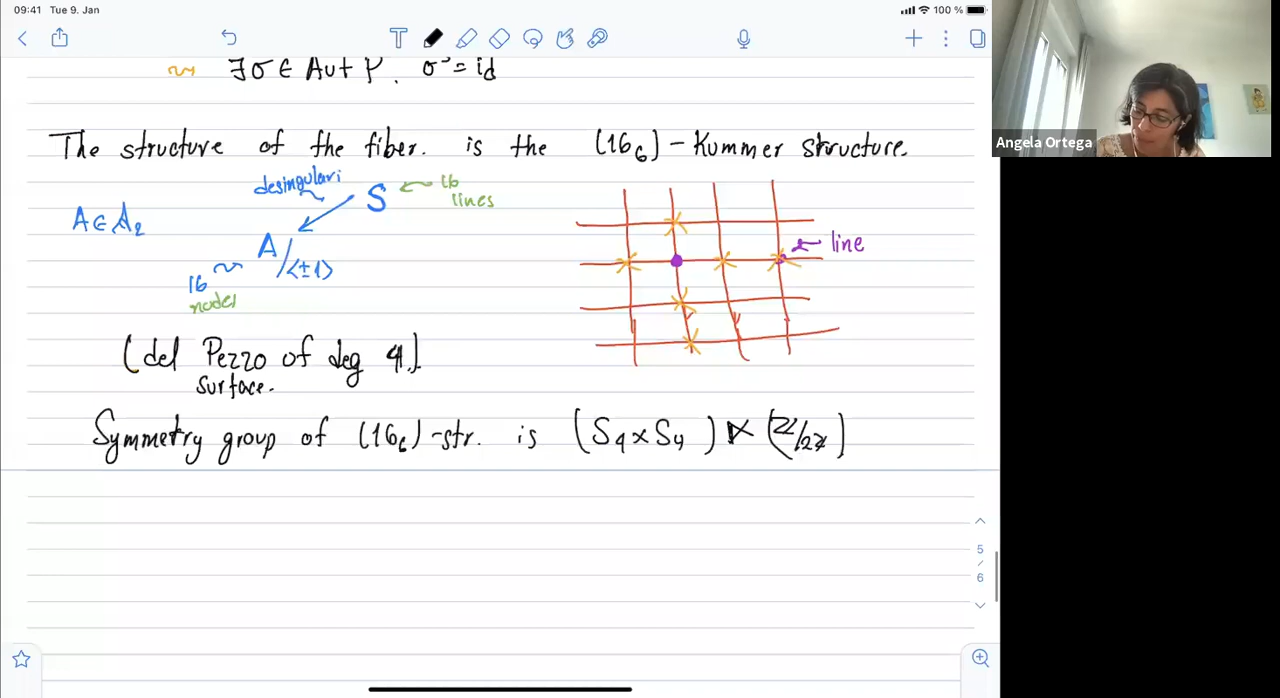 09:41 Tue 9. Jan 100 %
∃σ ∈ Aut P. σ³ = id
The structure of the fiber. is the (16₆) - Kummer structure.
desingulari S ← 16 lines
A ∈ A₂
A/⟨±1⟩
← line
16 nodes
(del Pezzo of deg 4.)
surface.
Symmetry group of (16₆)-str. is (S₄ × S₄) ⋉ (ℤ/2ℤ)
Angela Ortega
5
/
6